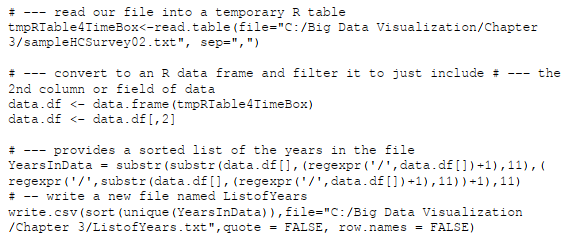 # --- read our file into a temporary R table
tmpRTable4TimeBox<-read.table(file="C:/Big Data Visualization/Chapter
3/sampleHCSurvey02.txt", sep=",")
# --- convert to an R data frame and filter it to just include # --- the
2nd column or field of data
data.df <- data.frame(tmpRTable4TimeBox)
data.df <- data.df[,2]
# --- provides a sorted list of the years in the file
YearsInData = substr(substr(data.df[],(regexpr('/',data.df[])+1),11),(
regexpr('/',substr(data.df[],(regexpr('/',data.df[])+1),11))+1),11)
# -- write a new file named ListofYears
write.csv(sort(unique(YearsInData)),file="C:/Big Data Visualization
/Chapter 3/ListofYears.txt",quote = FALSE, row.names = FALSE)